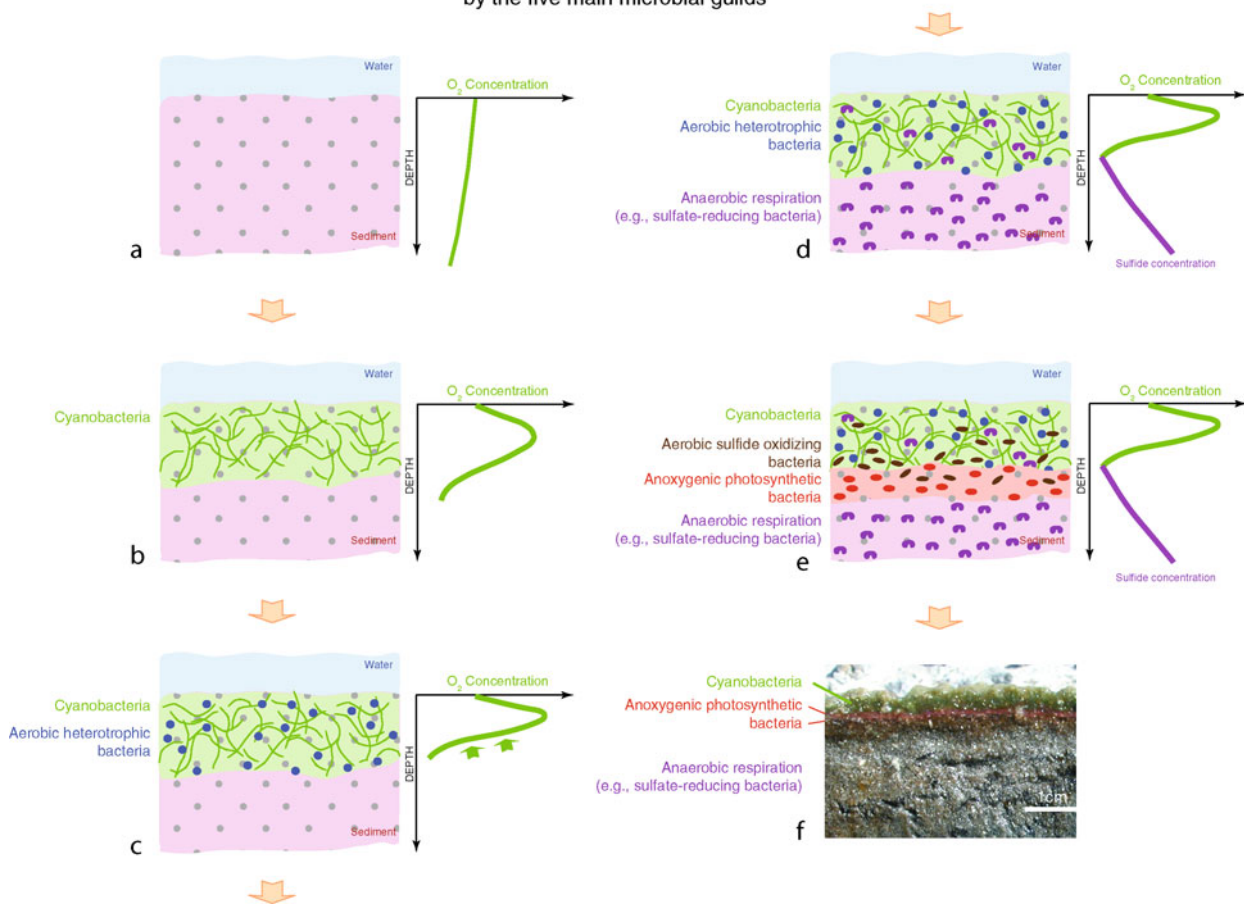 by the five main microbial guilds
Water
O2 Concentration
DEPTH
Sediment
a
Water
O2 Concentration
Cyanobacteria
DEPTH
Sediment
b
Water
O2 Concentration
Cyanobacteria
Aerobic heterotrophic
bacteria
DEPTH
Sediment
c
Water
O2 Concentration
Cyanobacteria
Aerobic heterotrophic
bacteria
DEPTH
Anaerobic respiration
(e.g., sulfate-reducing bacteria)
Sediment
d
Sulfide concentration
Water
O2 Concentration
Cyanobacteria
Aerobic sulfide oxidizing
bacteria
Anoxygenic photosynthetic
bacteria
DEPTH
Anaerobic respiration
(e.g., sulfate-reducing bacteria)
Sediment
e
Sulfide concentration
Cyanobacteria
Anoxygenic photosynthetic
bacteria
Anaerobic respiration
(e.g., sulfate-reducing bacteria)
1cm
f